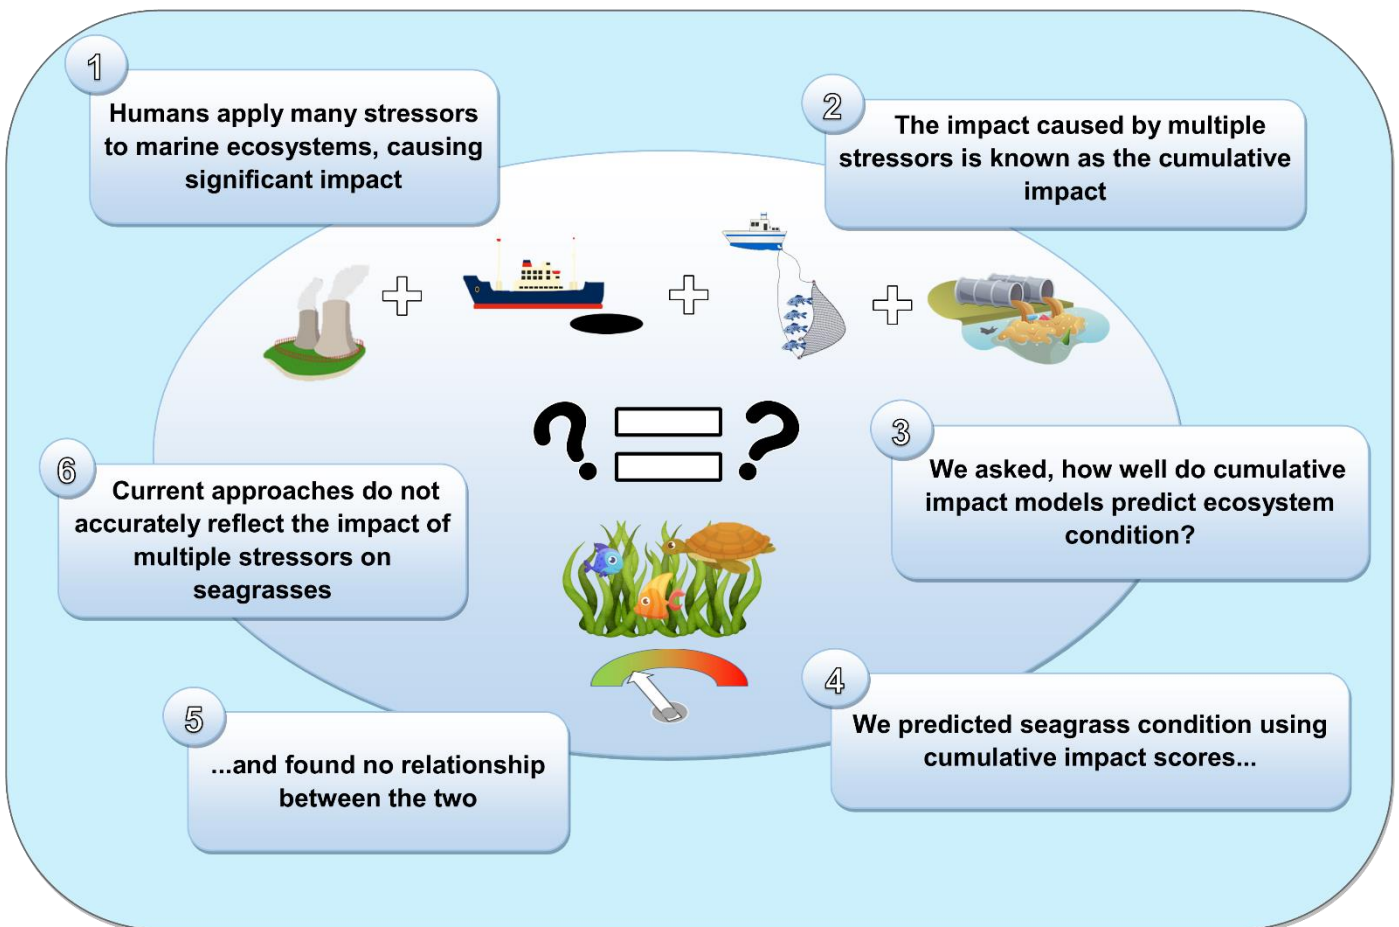 1
Humans apply many stressors
to marine ecosystems, causing
significant impact
2
The impact caused by multiple
stressors is known as the cumulative
impact
? = ?
3
We asked, how well do cumulative
impact models predict ecosystem
condition?
4
We predicted seagrass condition using
cumulative impact scores...
5
...and found no relationship
between the two
6
Current approaches do not
accurately reflect the impact of
multiple stressors on
seagrasses